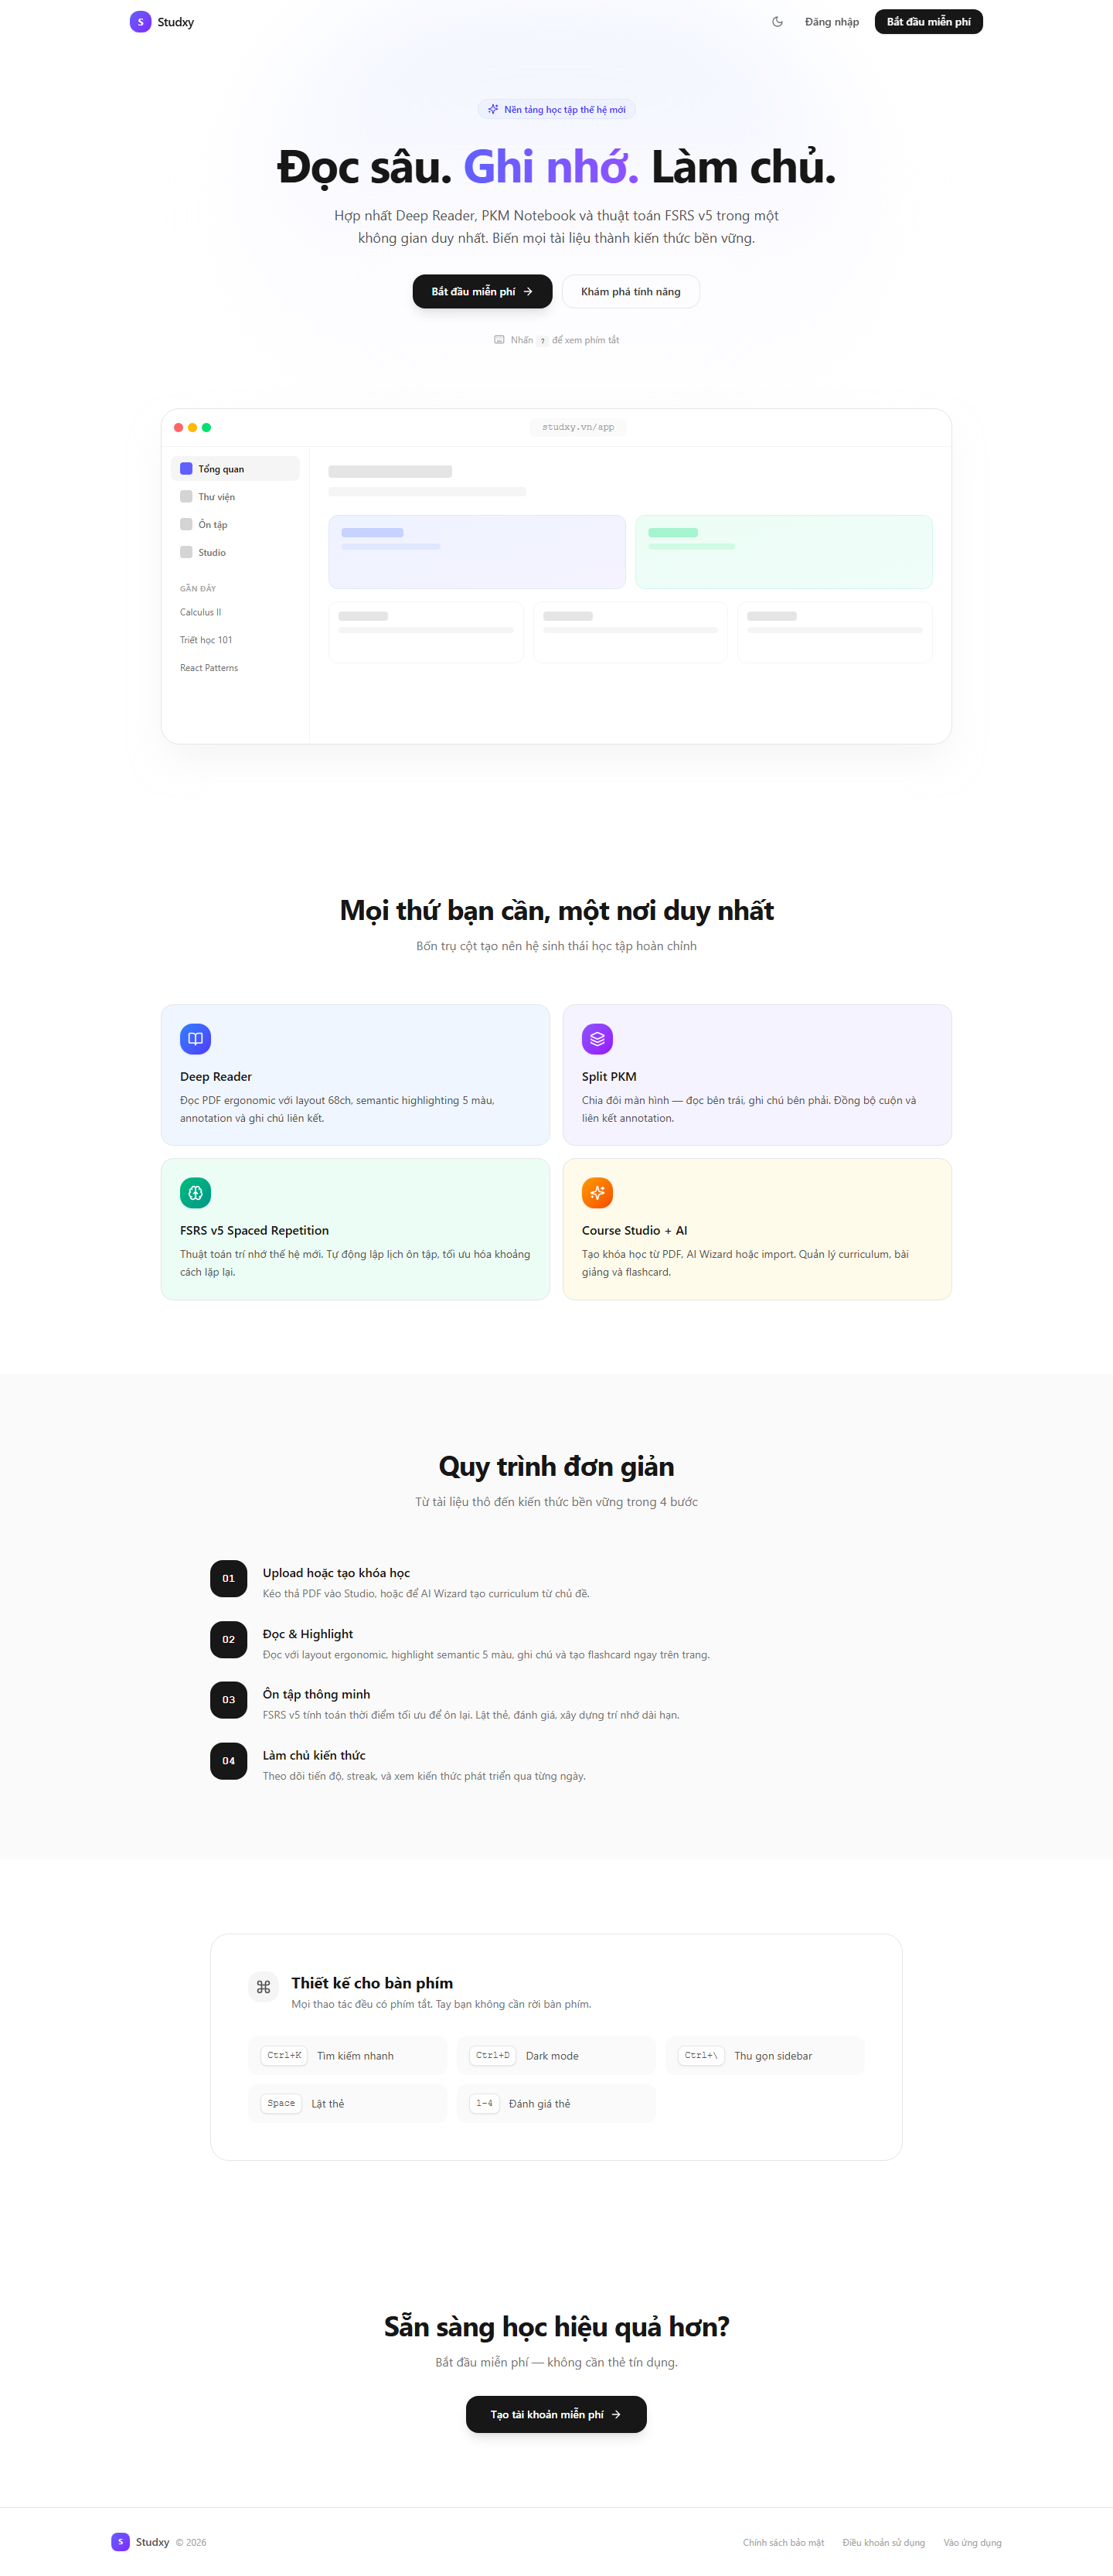 S Studxy
Đăng nhập
Bắt đầu miễn phí
Nền tảng học tập thế hệ mới
Đọc sâu. Ghi nhớ. Làm chủ.
Hợp nhất Deep Reader, PKM Notebook và thuật toán FSRS v5 trong một
không gian duy nhất. Biến mọi tài liệu thành kiến thức bền vững.
Bắt đầu miễn phí →
Khám phá tính năng
Nhấn ? để xem phím tắt
studxy.vn/app
Tổng quan
Thư viện
Ôn tập
Studio
GẦN ĐÂY
Calculus II
Triết học 101
React Patterns
Mọi thứ bạn cần, một nơi duy nhất
Bốn trụ cột tạo nên hệ sinh thái học tập hoàn chỉnh
Deep Reader
Đọc PDF ergonomic với layout 68ch, semantic highlighting 5 màu,
annotation và ghi chú liên kết.
Split PKM
Chia đôi màn hình — đọc bên trái, ghi chú bên phải. Đồng bộ cuộn và
liên kết annotation.
FSRS v5 Spaced Repetition
Thuật toán trí nhớ thế hệ mới. Tự động lập lịch ôn tập, tối ưu hóa khoảng
cách lặp lại.
Course Studio + AI
Tạo khóa học từ PDF, AI Wizard hoặc import. Quản lý curriculum, bài
giảng và flashcard.
Quy trình đơn giản
Từ tài liệu thô đến kiến thức bền vững trong 4 bước
01
Upload hoặc tạo khóa học
Kéo thả PDF vào Studio, hoặc để AI Wizard tạo curriculum từ chủ đề.
02
Đọc & Highlight
Đọc với layout ergonomic, highlight semantic 5 màu, ghi chú và tạo flashcard ngay trên trang.
03
Ôn tập thông minh
FSRS v5 tính toán thời điểm tối ưu để ôn lại. Lật thẻ, đánh giá, xây dựng trí nhớ dài hạn.
04
Làm chủ kiến thức
Theo dõi tiến độ, streak, và xem kiến thức phát triển qua từng ngày.
Thiết kế cho bàn phím
Mọi thao tác đều có phím tắt. Tay bạn không cần rời bàn phím.
Ctrl+K Tìm kiếm nhanh
Ctrl+D Dark mode
Ctrl+\ Thu gọn sidebar
Space Lật thẻ
1-4 Đánh giá thẻ
Sẵn sàng học hiệu quả hơn?
Bắt đầu miễn phí — không cần thẻ tín dụng.
Tạo tài khoản miễn phí →
S Studxy © 2026
Chính sách bảo mật
Điều khoản sử dụng
Vào ứng dụng